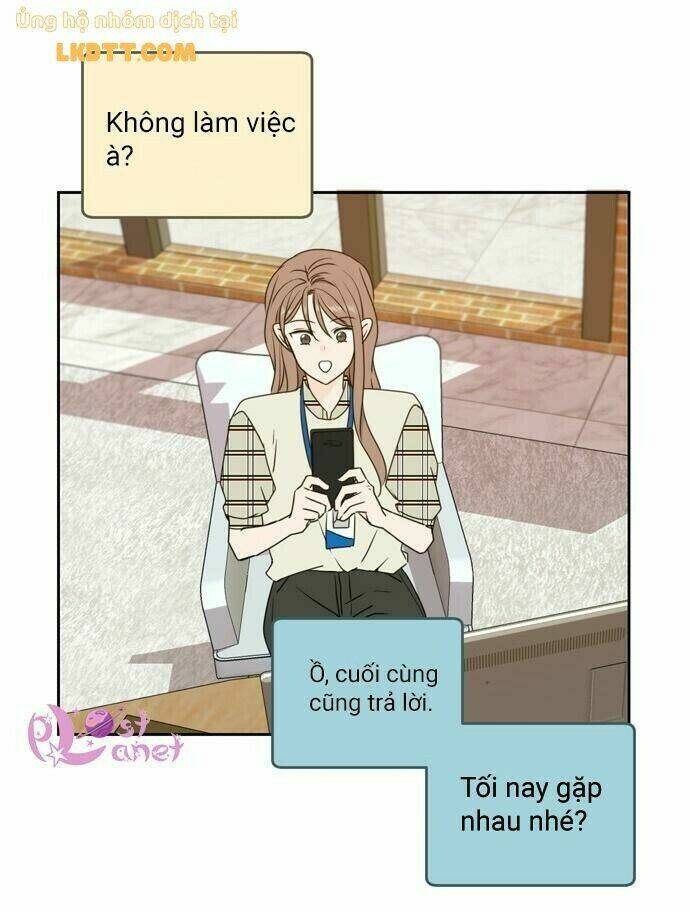 Ủng hộ nhóm dịch tại
LKDTT.COM
Không làm việc
à?
Ồ, cuối cùng
cũng trả lời.
Tối nay gặp
nhau nhé?
Lost
Planet